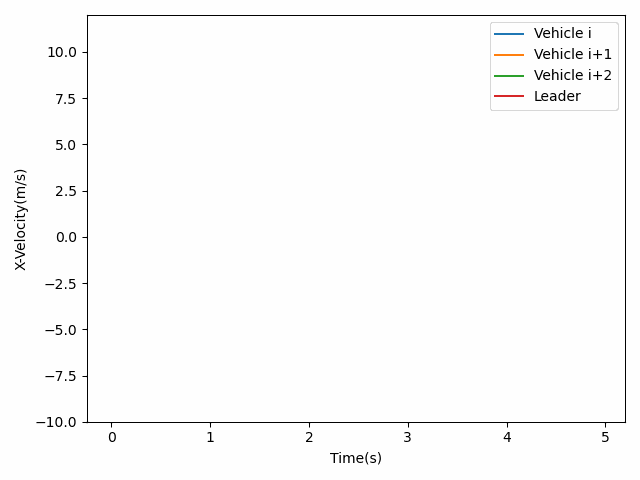 Vehicle i
Vehicle i+1
Vehicle i+2
Leader
10.0
7.5
5.0
2.5
0.0
−2.5
−5.0
−7.5
−10.0
X-Velocity(m/s)
0 1 2 3 4 5
Time(s)